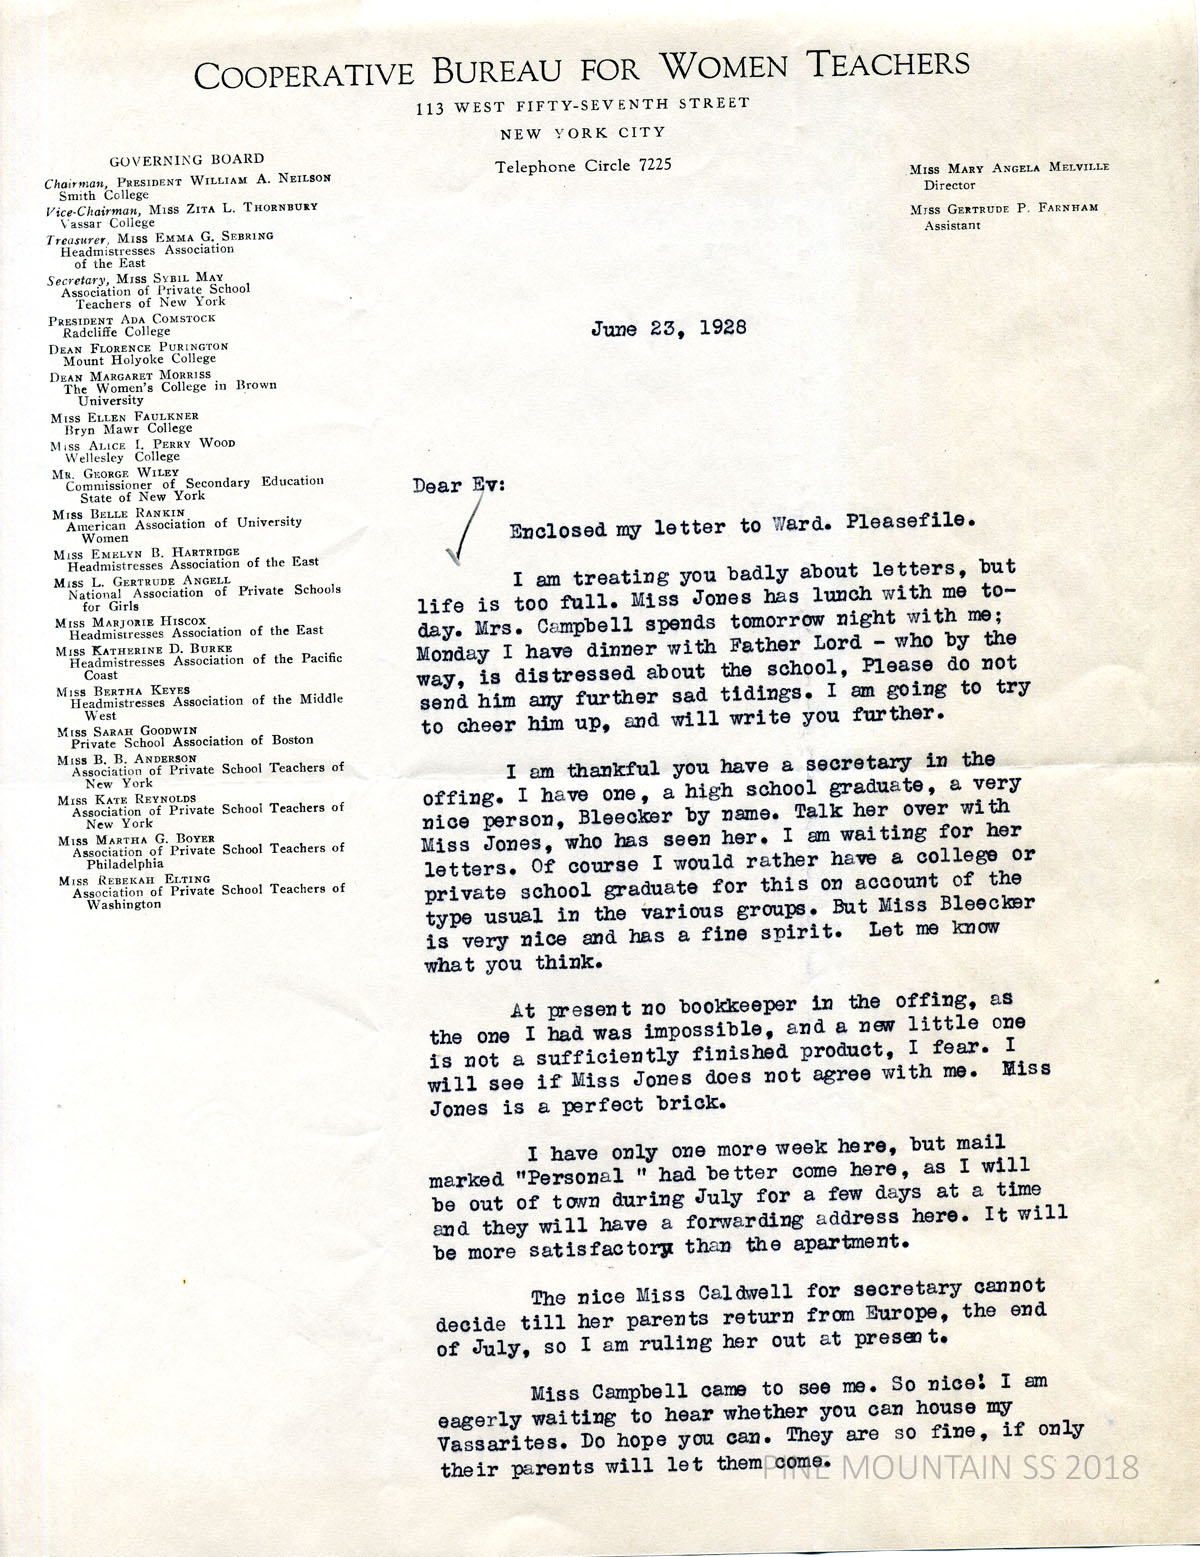 COOPERATIVE BUREAU FOR WOMEN TEACHERS
113 WEST FIFTY-SEVENTH STREET
NEW YORK CITY
Telephone Circle 7225
GOVERNING BOARD
Chairman, PRESIDENT WILLIAM A. NEILSON
Smith College
Vice-Chairman, MISS ZITA L. THORNBURY
Vassar College
Treasurer, MISS EMMA G. SEBRING
Headmistresses Association
of the East
Secretary, MISS SYBIL MAY
Association of Private School
Teachers of New York
PRESIDENT ADA COMSTOCK
Radcliffe College
DEAN FLORENCE PURINGTON
Mount Holyoke College
DEAN MARGARET MORRISS
The Women's College in Brown
University
MISS ELLEN FAULKNER
Bryn Mawr College
MISS ALICE I. PERRY WOOD
Wellesley College
MR. GEORGE WILEY
Commissioner of Secondary Education
State of New York
MISS BELLE RANKIN
American Association of University
Women
MISS EMELYN B. HARTRIDGE
Headmistresses Association of the East
MISS L. GERTRUDE ANGELL
National Association of Private Schools
for Girls
MISS MARJORIE HISCOX
Headmistresses Association of the East
MISS KATHERINE D. BURKE
Headmistresses Association of the Pacific
Coast
MISS BERTHA KEYES
Headmistresses Association of the Middle
West
MISS SARAH GOODWIN
Private School Association of Boston
MISS B. B. ANDERSON
Association of Private School Teachers of
New York
MISS KATE REYNOLDS
Association of Private School Teachers of
New York
MISS MARTHA G. BOYER
Association of Private School Teachers of
Philadelphia
MISS REBEKAH ELTING
Association of Private School Teachers of
Washington
MISS MARY ANGELA MELVILLE
Director
MISS GERTRUDE P. FARNHAM
Assistant
June 23, 1928
Dear Ev:
Enclosed my letter to Ward. Pleasefile.
I am treating you badly about letters, but
life is too full. Miss Jones has lunch with me to-
day. Mrs. Campbell spends tomorrow night with me;
Monday I have dinner with Father Lord - who by the
way, is distressed about the school, Please do not
send him any further sad tidings. I am going to try
to cheer him up, and will write you further.
I am thankful you have a secretary in the
offing. I have one, a high school graduate, a very
nice person, Bleecker by name. Talk her over with
Miss Jones, who has seen her. I am waiting for her
letters. Of course I would rather have a college or
private school graduate for this on account of the
type usual in the various groups. But Miss Bleecker
is very nice and has a fine spirit. Let me know
what you think.
At present no bookkeeper in the offing, as
the one I had was impossible, and a new little one
is not a sufficiently finished product, I fear. I
will see if Miss Jones does not agree with me. Miss
Jones is a perfect brick.
I have only one more week here, but mail
marked "Personal " had better come here, as I will
be out of town during July for a few days at a time
and they will have a forwarding address here. It will
be more satisfactory than the apartment.
The nice Miss Caldwell for secretary cannot
decide till her parents return from Europe, the end
of July, so I am ruling her out at present.
Miss Campbell came to see me. So nice! I am
eagerly waiting to hear whether you can house my
Vassarites. Do hope you can. They are so fine, if only
their parents will let them come.
PINE MOUNTAIN SS 2018